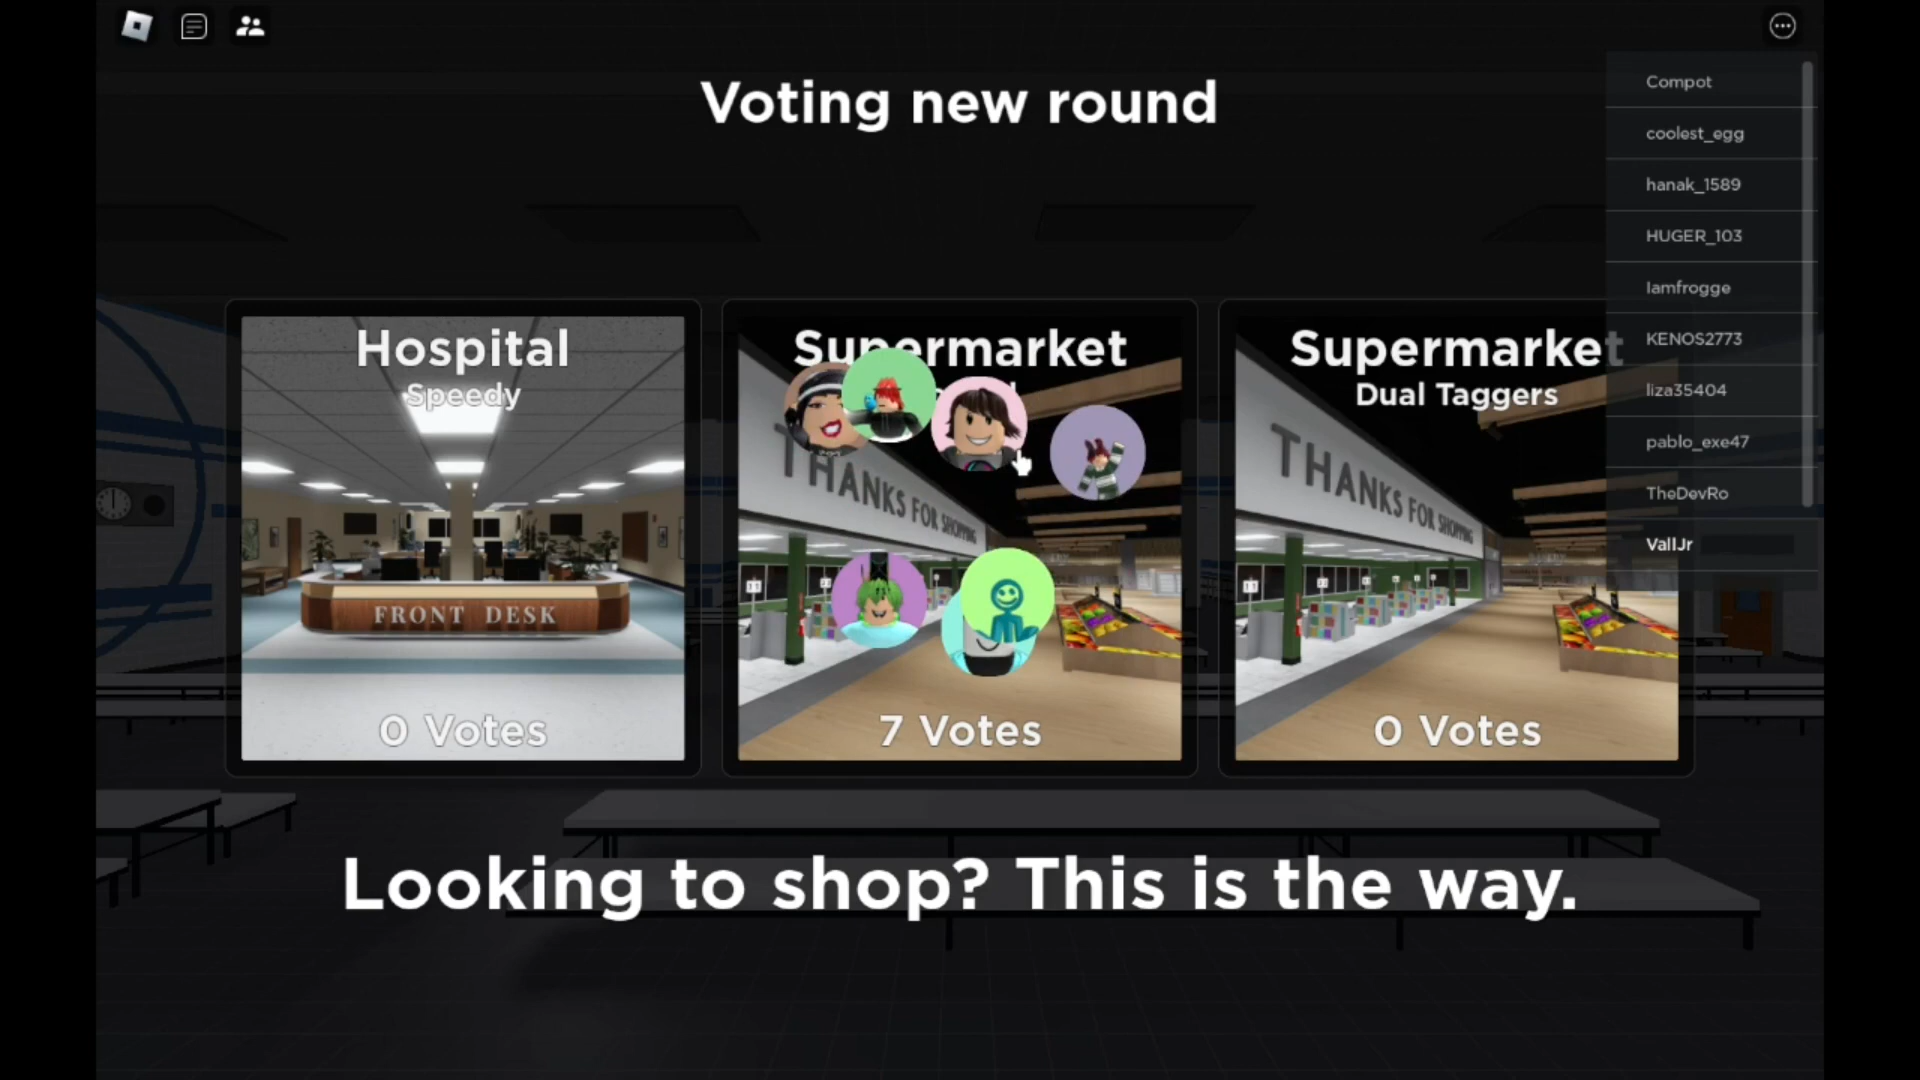 Voting new round
Compot
coolest_egg
hanak_1589
HUGER_103
Iamfrogge
KENOS2773
liza35404
pablo_exe47
TheDevRo
VallJr
Hospital
Speedy
FRONT DESK
0 Votes
Supermarket
THANKS FOR SHOPPING
7 Votes
Supermarket
Dual Taggers
THANKS FOR SHOPPING
0 Votes
Looking to shop? This is the way.